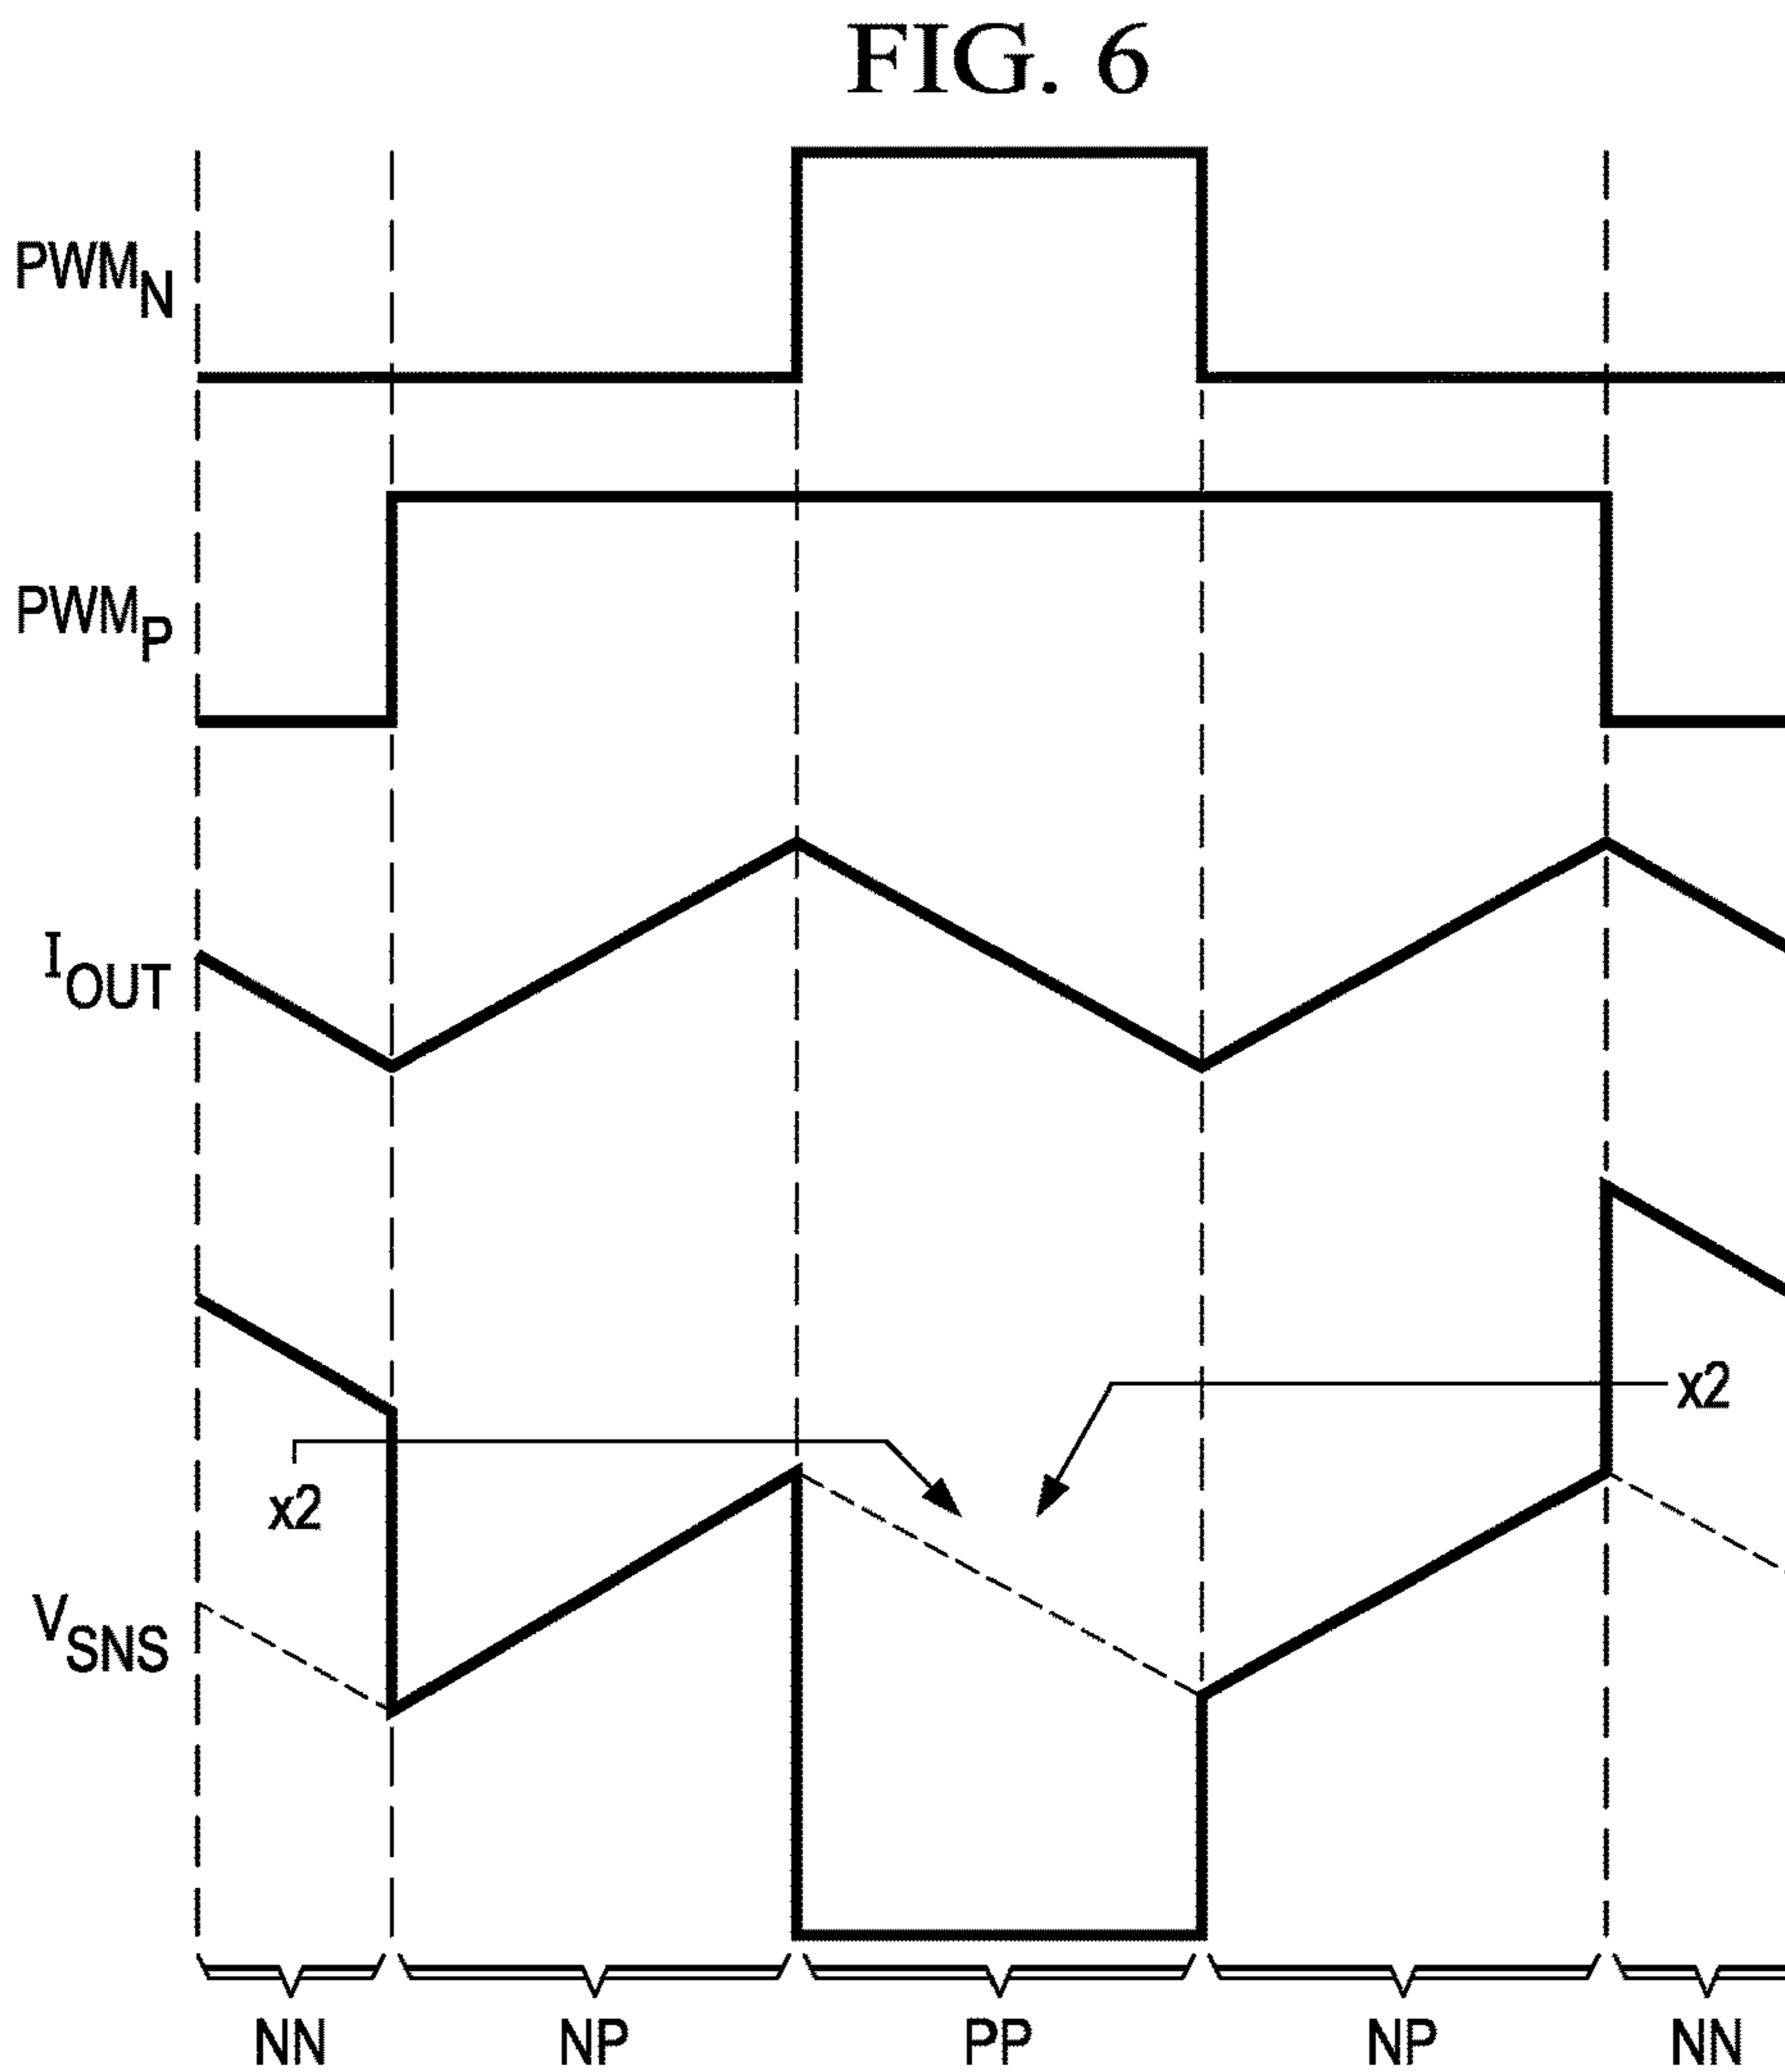 FIG. 6
PWM_N
PWM_P
I_OUT
x2
x2
V_SNS
NN NP PP NP NN